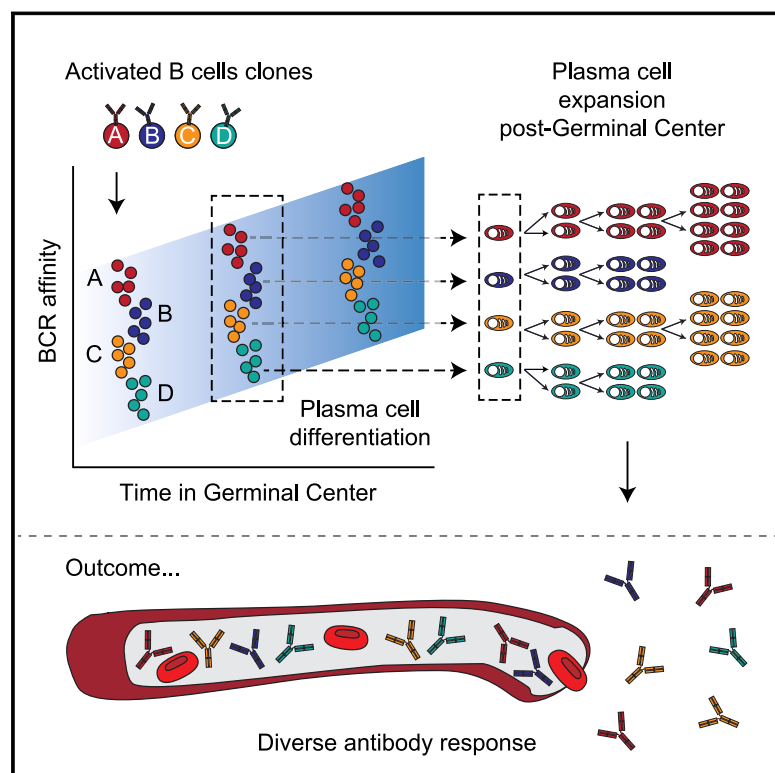 Activated B cells clones
A B C D
Plasma cell
expansion
post-Germinal Center
BCR affinity
A
B
C
D
Plasma cell
differentiation
Time in Germinal Center
Outcome...
Diverse antibody response